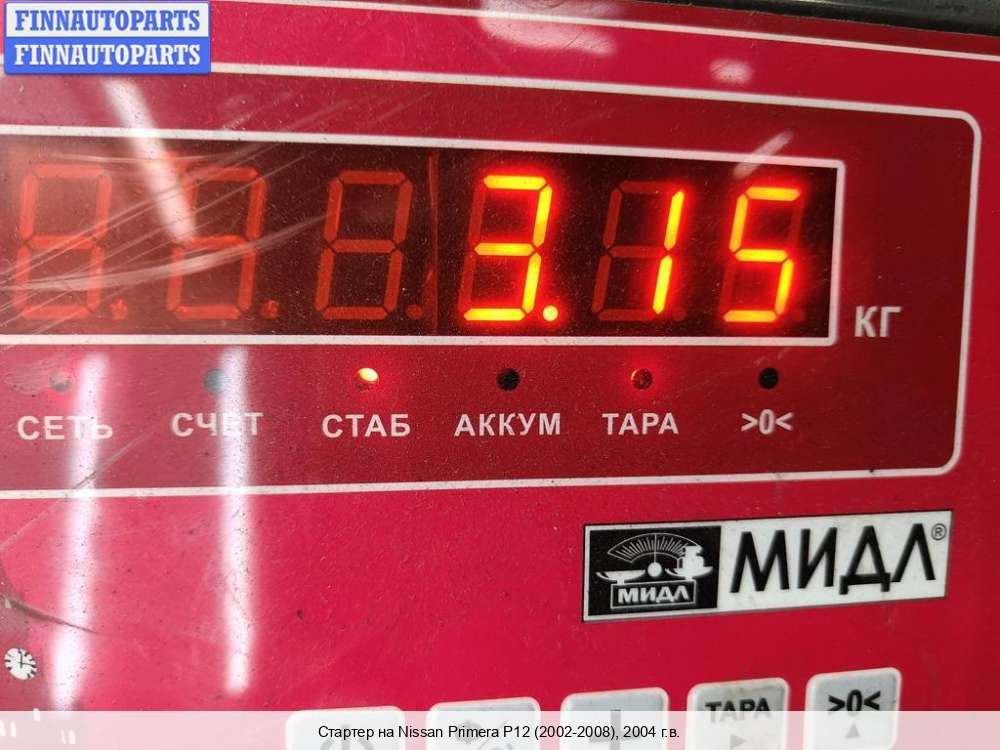 FINNAUTOPARTS
FINNAUTOPARTS
3.15
КГ
СЕТЬ СЧЕТ СТАБ АККУМ ТАРА >0<
МИДЛ МИДЛ®
ТАРА >0<
Стартер на Nissan Primera P12 (2002-2008), 2004 г.в.